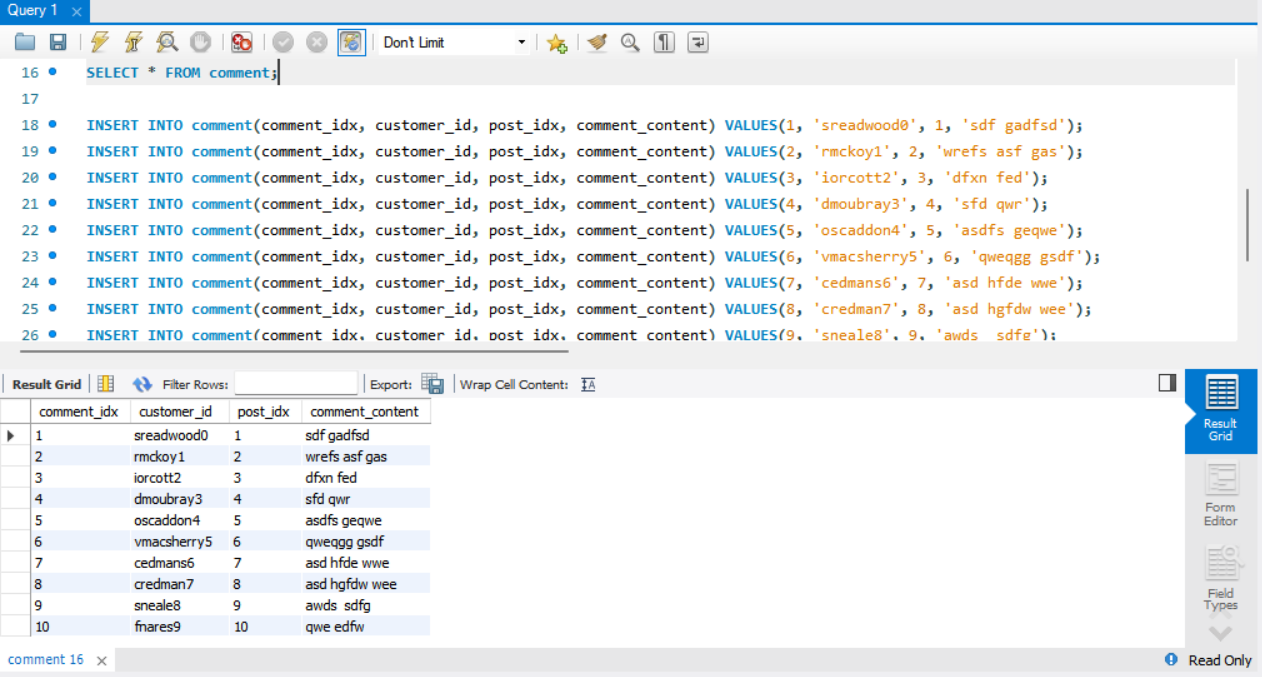 Query 1
Don't Limit
16 SELECT * FROM comment;
17
18 INSERT INTO comment(comment_idx, customer_id, post_idx, comment_content) VALUES(1, 'sreadwood0', 1, 'sdf gadfsd');
19 INSERT INTO comment(comment_idx, customer_id, post_idx, comment_content) VALUES(2, 'rmckoy1', 2, 'wrefs asf gas');
20 INSERT INTO comment(comment_idx, customer_id, post_idx, comment_content) VALUES(3, 'iorcott2', 3, 'dfxn fed');
21 INSERT INTO comment(comment_idx, customer_id, post_idx, comment_content) VALUES(4, 'dmoubray3', 4, 'sfd qwr');
22 INSERT INTO comment(comment_idx, customer_id, post_idx, comment_content) VALUES(5, 'oscaddon4', 5, 'asdfs geqwe');
23 INSERT INTO comment(comment_idx, customer_id, post_idx, comment_content) VALUES(6, 'vmacsherry5', 6, 'qweqgg gsdf');
24 INSERT INTO comment(comment_idx, customer_id, post_idx, comment_content) VALUES(7, 'cedmans6', 7, 'asd hfde wwe');
25 INSERT INTO comment(comment_idx, customer_id, post_idx, comment_content) VALUES(8, 'credman7', 8, 'asd hgfdw wee');
26 INSERT INTO comment(comment_idx, customer_id, post_idx, comment_content) VALUES(9, 'sneale8', 9, 'awds  sdfg');
Result Grid Filter Rows: Export: Wrap Cell Content:
comment_idx customer_id post_idx comment_content
1 sreadwood0 1 sdf gadfsd
2 rmckoy1 2 wrefs asf gas
3 iorcott2 3 dfxn fed
4 dmoubray3 4 sfd qwr
5 oscaddon4 5 asdfs geqwe
6 vmacsherry5 6 qweqgg gsdf
7 cedmans6 7 asd hfde wwe
8 credman7 8 asd hgfdw wee
9 sneale8 9 awds  sdfg
10 fnares9 10 qwe edfw
Result
Grid
Form
Editor
Field
Types
comment 16
Read Only